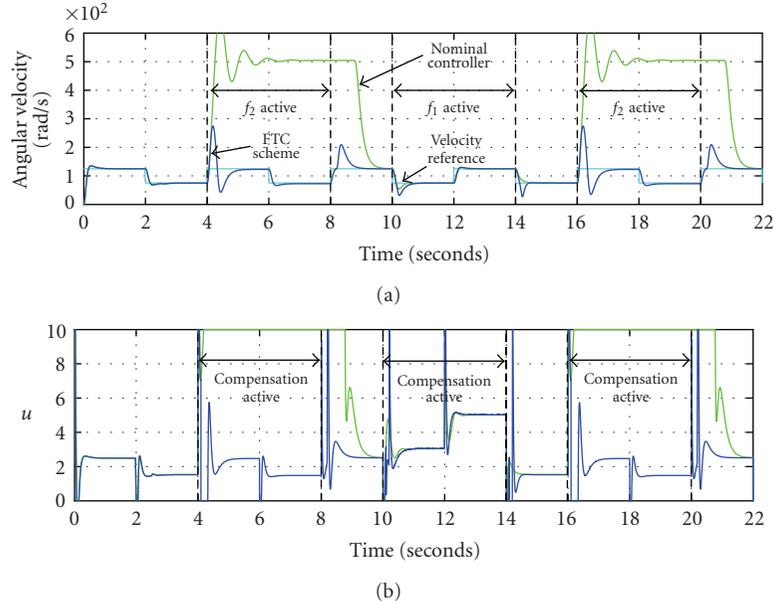 ×10²
6
5
4
3
2
1
0
Angular velocity
(rad/s)
Nominal
controller
f₂ active
f₁ active
f₂ active
FTC
scheme
Velocity
reference
0 2 4 6 8 10 12 14 16 18 20 22
Time (seconds)
(a)
10
8
6
4
2
0
u
Compensation
active
Compensation
active
Compensation
active
0 2 4 6 8 10 12 14 16 18 20 22
Time (seconds)
(b)